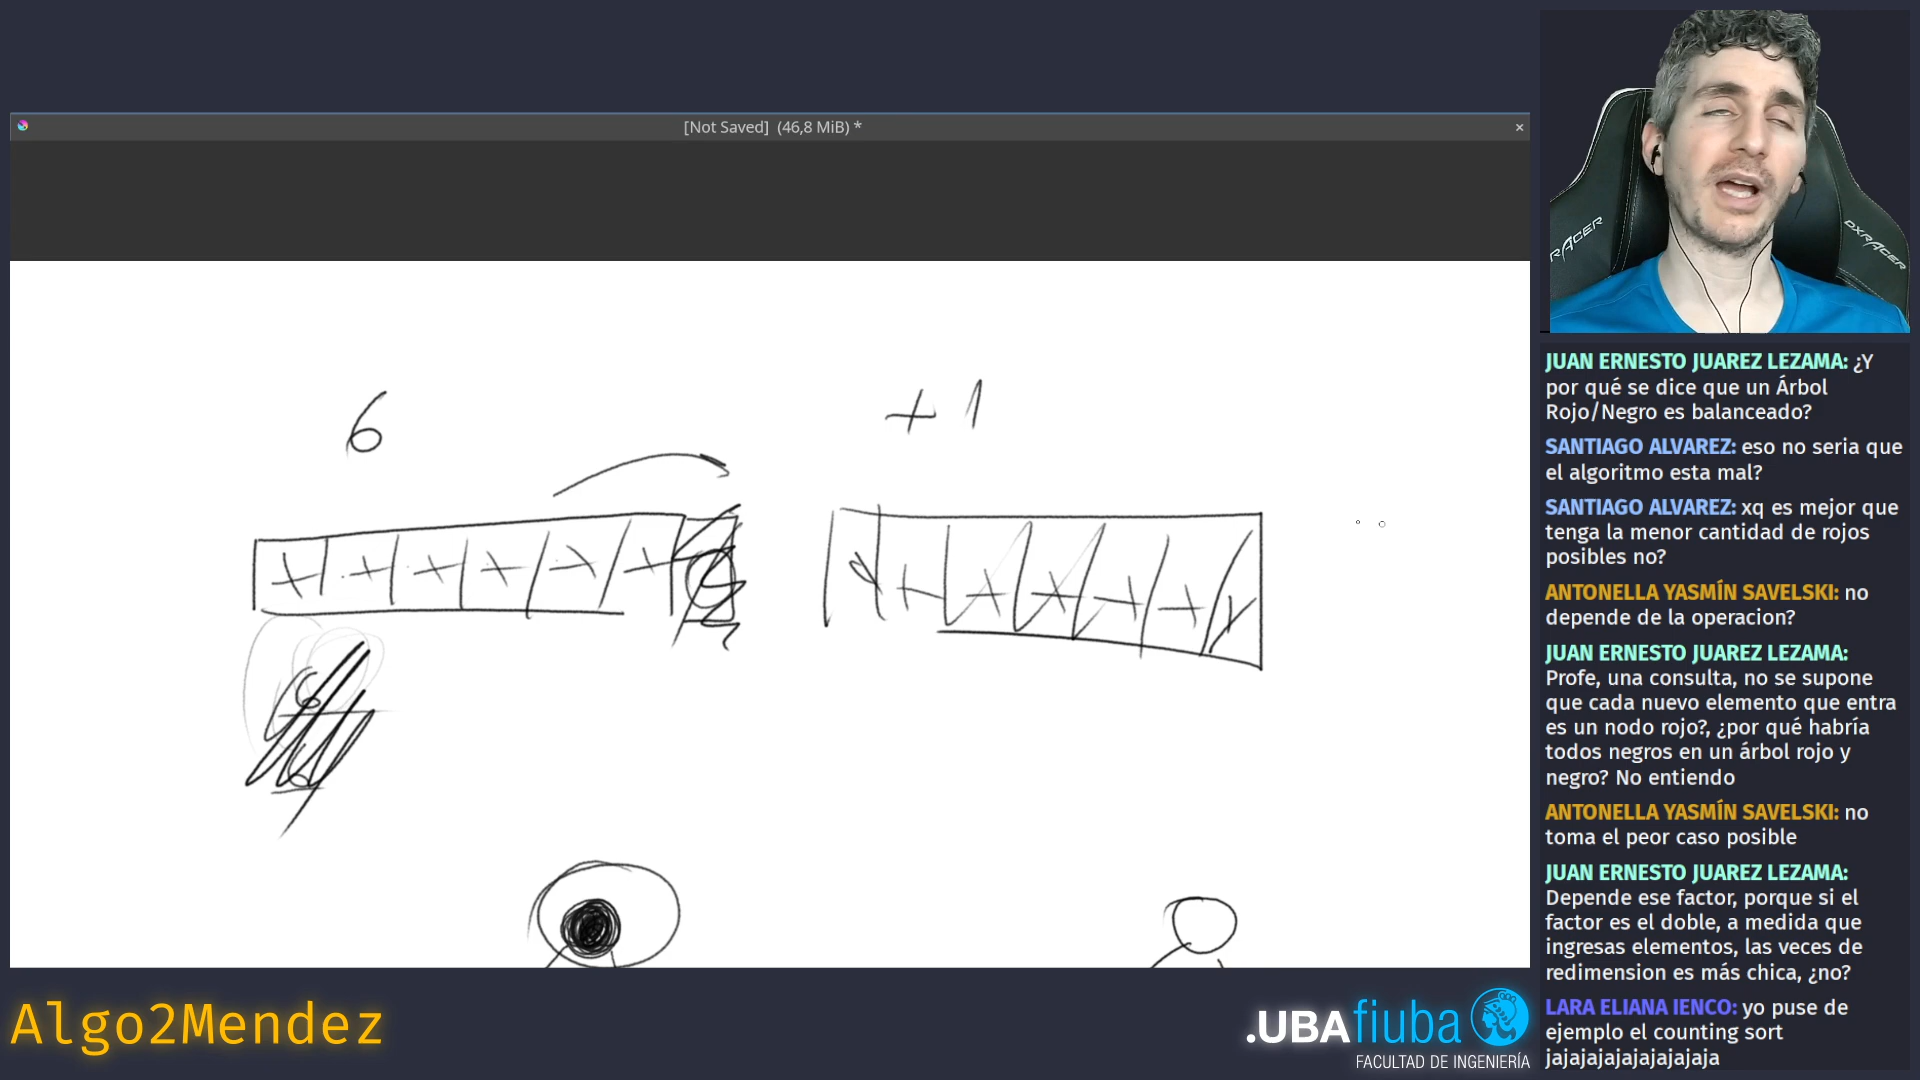 [Not Saved]  (46,8 MiB) *
×
6
+1
JUAN ERNESTO JUAREZ LEZAMA: ¿Y
por qué se dice que un Árbol
Rojo/Negro es balanceado?
SANTIAGO ALVAREZ: eso no seria que
el algoritmo esta mal?
SANTIAGO ALVAREZ: xq es mejor que
tenga la menor cantidad de rojos
posibles no?
ANTONELLA YASMÍN SAVELSKI: no
depende de la operacion?
JUAN ERNESTO JUAREZ LEZAMA:
Profe, una consulta, no se supone
que cada nuevo elemento que entra
es un nodo rojo?, ¿por qué habría
todos negros en un árbol rojo y
negro? No entiendo
ANTONELLA YASMÍN SAVELSKI: no
toma el peor caso posible
JUAN ERNESTO JUAREZ LEZAMA:
Depende ese factor, porque si el
factor es el doble, a medida que
ingresas elementos, las veces de
redimension es más chica, ¿no?
LARA ELIANA IENCO: yo puse de
ejemplo el counting sort
jajajajajajajajajaja
DXRACER
Algo2Mendez
.UBAfiuba
FACULTAD DE INGENIERÍA